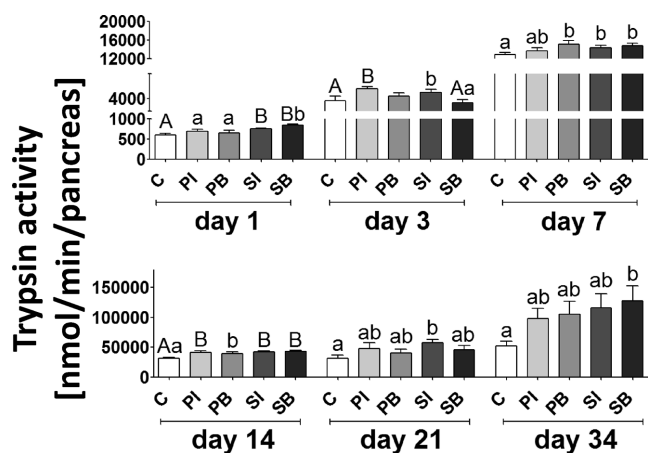 Trypsin activity
[nmol/min/pancreas]
20000
16000
12000
4000
1000
500
0
A a a B Bb
A B b Aa
a ab b b b
C PI PB SI SB
C PI PB SI SB
C PI PB SI SB
day 1 day 3 day 7
150000
100000
50000
0
Aa B b B B
a ab ab b ab
a ab ab ab b
C PI PB SI SB
C PI PB SI SB
C PI PB SI SB
day 14 day 21 day 34